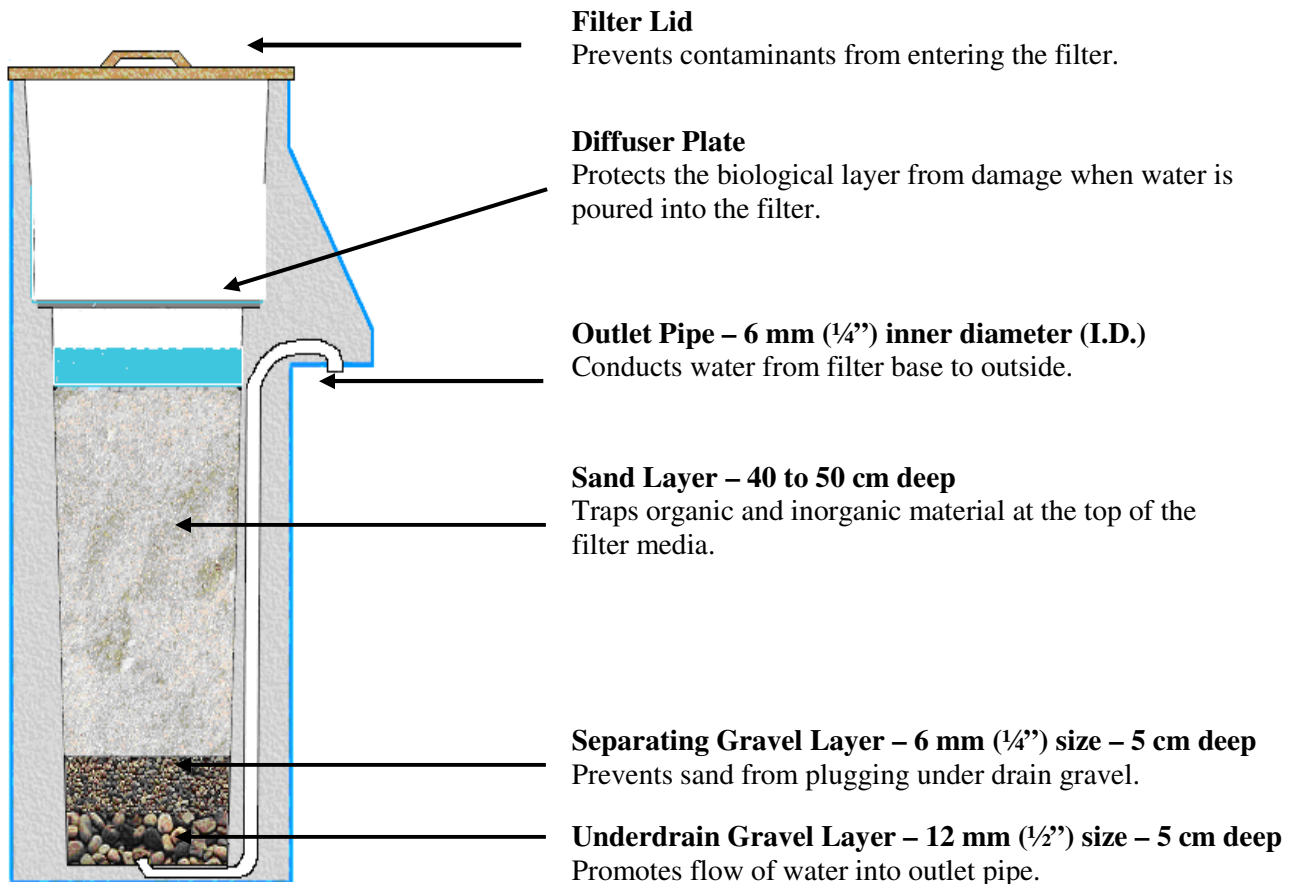 Filter Lid
Prevents contaminants from entering the filter.
Diffuser Plate
Protects the biological layer from damage when water is
poured into the filter.
Outlet Pipe – 6 mm (¼”) inner diameter (I.D.)
Conducts water from filter base to outside.
Sand Layer – 40 to 50 cm deep
Traps organic and inorganic material at the top of the
filter media.
Separating Gravel Layer – 6 mm (¼”) size – 5 cm deep
Prevents sand from plugging under drain gravel.
Underdrain Gravel Layer – 12 mm (½”) size – 5 cm deep
Promotes flow of water into outlet pipe.